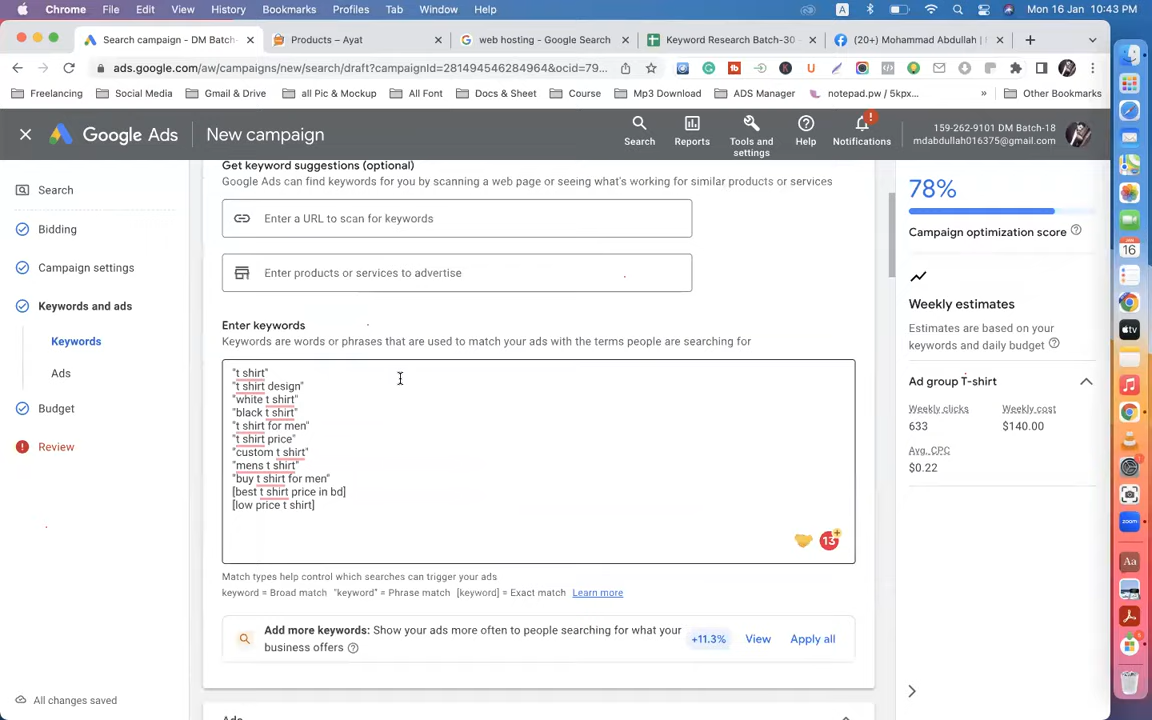 Chrome File Edit View History Bookmarks Profiles Tab Window Help
A
Mon 16 Jan 10:43 PM
Search campaign - DM Batch-
Products – Ayat
web hosting - Google Search
Keyword Research Batch-30 -
(20+) Mohammad Abdullah |
ads.google.com/aw/campaigns/new/search/draft?campaignId=281494546284964&ocid=79...
Freelancing
Social Media
Gmail & Drive
all Pic & Mockup
All Font
Docs & Sheet
Course
Mp3 Download
ADS Manager
notepad.pw / 5kpx...
»
Other Bookmarks
Google Ads
New campaign
Search
Reports
Tools and
settings
Help
!
Notifications
159-262-9101 DM Batch-18
mdabdullah016375@gmail.com
Search
Bidding
Campaign settings
Keywords and ads
Keywords
Ads
Budget
Review
All changes saved
Get keyword suggestions (optional)
Google Ads can find keywords for you by scanning a web page or seeing what's working for similar products or services
Enter a URL to scan for keywords
Enter products or services to advertise
Enter keywords
Keywords are words or phrases that are used to match your ads with the terms people are searching for
"t shirt"
"t shirt design"
"white t shirt"
"black t shirt"
"t shirt for men"
"t shirt price"
"custom t shirt"
"mens t shirt"
"buy t shirt for men"
[best t shirt price in bd]
[low price t shirt]
13
Match types help control which searches can trigger your ads
keyword = Broad match "keyword" = Phrase match [keyword] = Exact match Learn more
Add more keywords: Show your ads more often to people searching for what your
business offers
+11.3%
View
Apply all
Ads
78%
Campaign optimization score
Weekly estimates
Estimates are based on your
keywords and daily budget
Ad group T-shirt
Weekly clicks
Weekly cost
633
$140.00
Avg. CPC
$0.22
16
tv
Aa
zoom